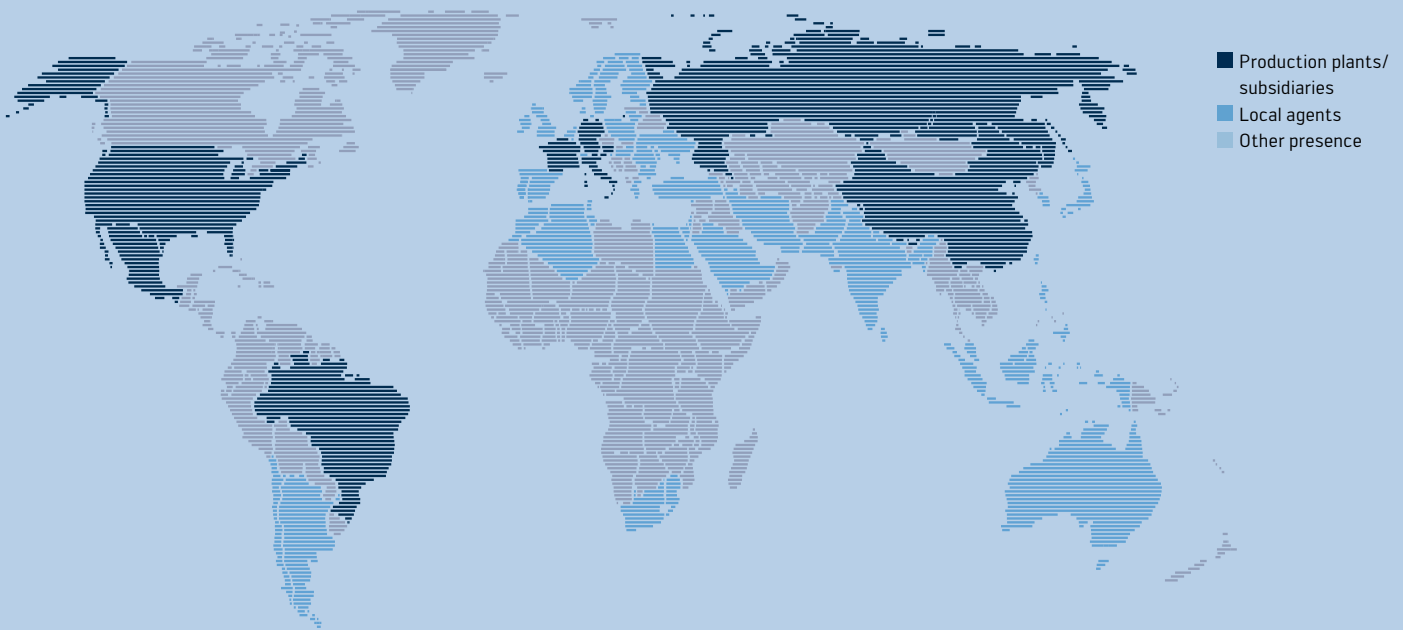 Production plants/
subsidiaries
Local agents
Other presence